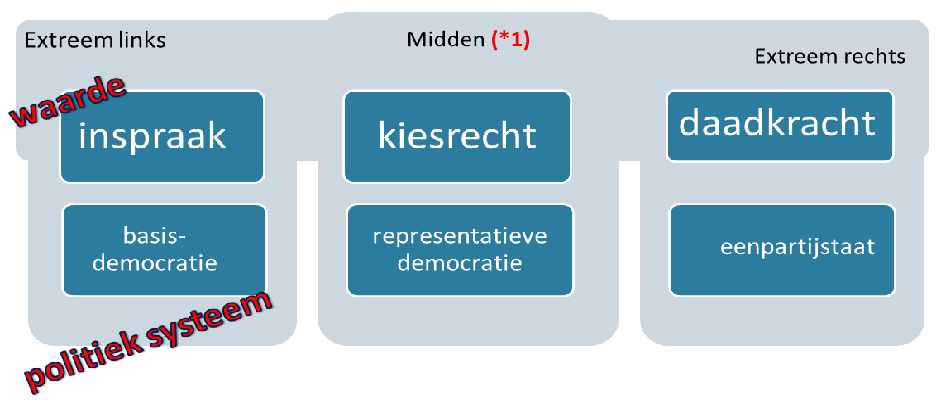 Extreem links
Midden (*1)
Extreem rechts
waarde
inspraak
kiesrecht
daadkracht
basis-
democratie
representatieve
democratie
eenpartijstaat
politiek systeem